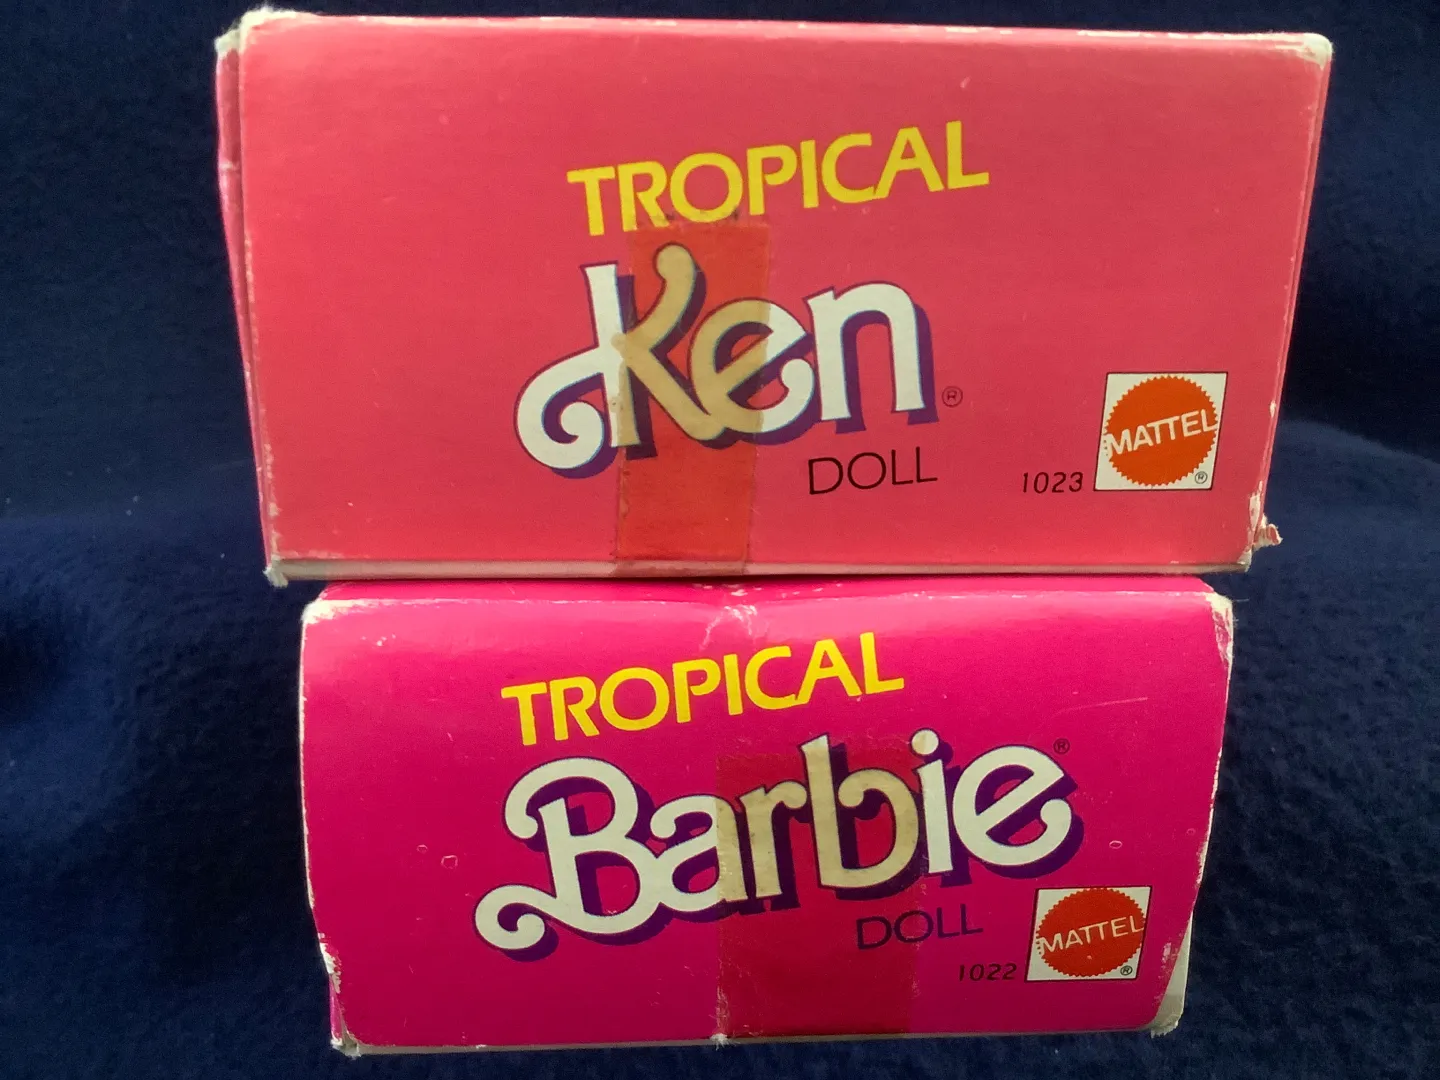 TROPICAL
Ken®
DOLL
1023
MATTEL®
TROPICAL
Barbie®
DOLL
1022
MATTEL®